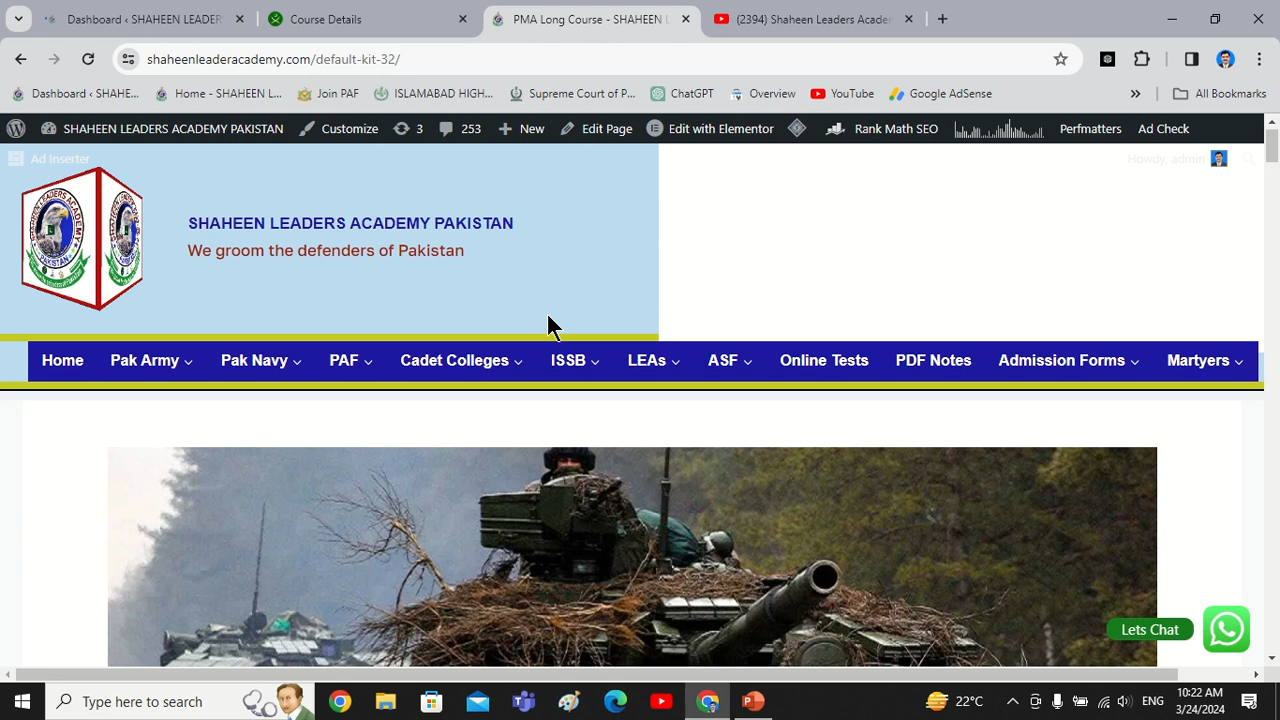 Dashboard ‹ SHAHEEN LEADER
Course Details
PMA Long Course - SHAHEEN L
(2394) Shaheen Leaders Acade
shaheenleaderacademy.com/default-kit-32/
Dashboard ‹ SHAHE...
Home - SHAHEEN L...
Join PAF
ISLAMABAD HIGH...
Supreme Court of P...
ChatGPT
Overview
YouTube
Google AdSense
All Bookmarks
SHAHEEN LEADERS ACADEMY PAKISTAN
Customize
3
253
New
Edit Page
Edit with Elementor
Rank Math SEO
Perfmatters
Ad Check
Ad Inserter
Howdy, admin
SHAHEEN LEADERS ACADEMY PAKISTAN
We groom the defenders of Pakistan
Home
Pak Army
Pak Navy
PAF
Cadet Colleges
ISSB
LEAs
ASF
Online Tests
PDF Notes
Admission Forms
Martyers
Lets Chat
Type here to search
22°C
ENG
10:22 AM
3/24/2024